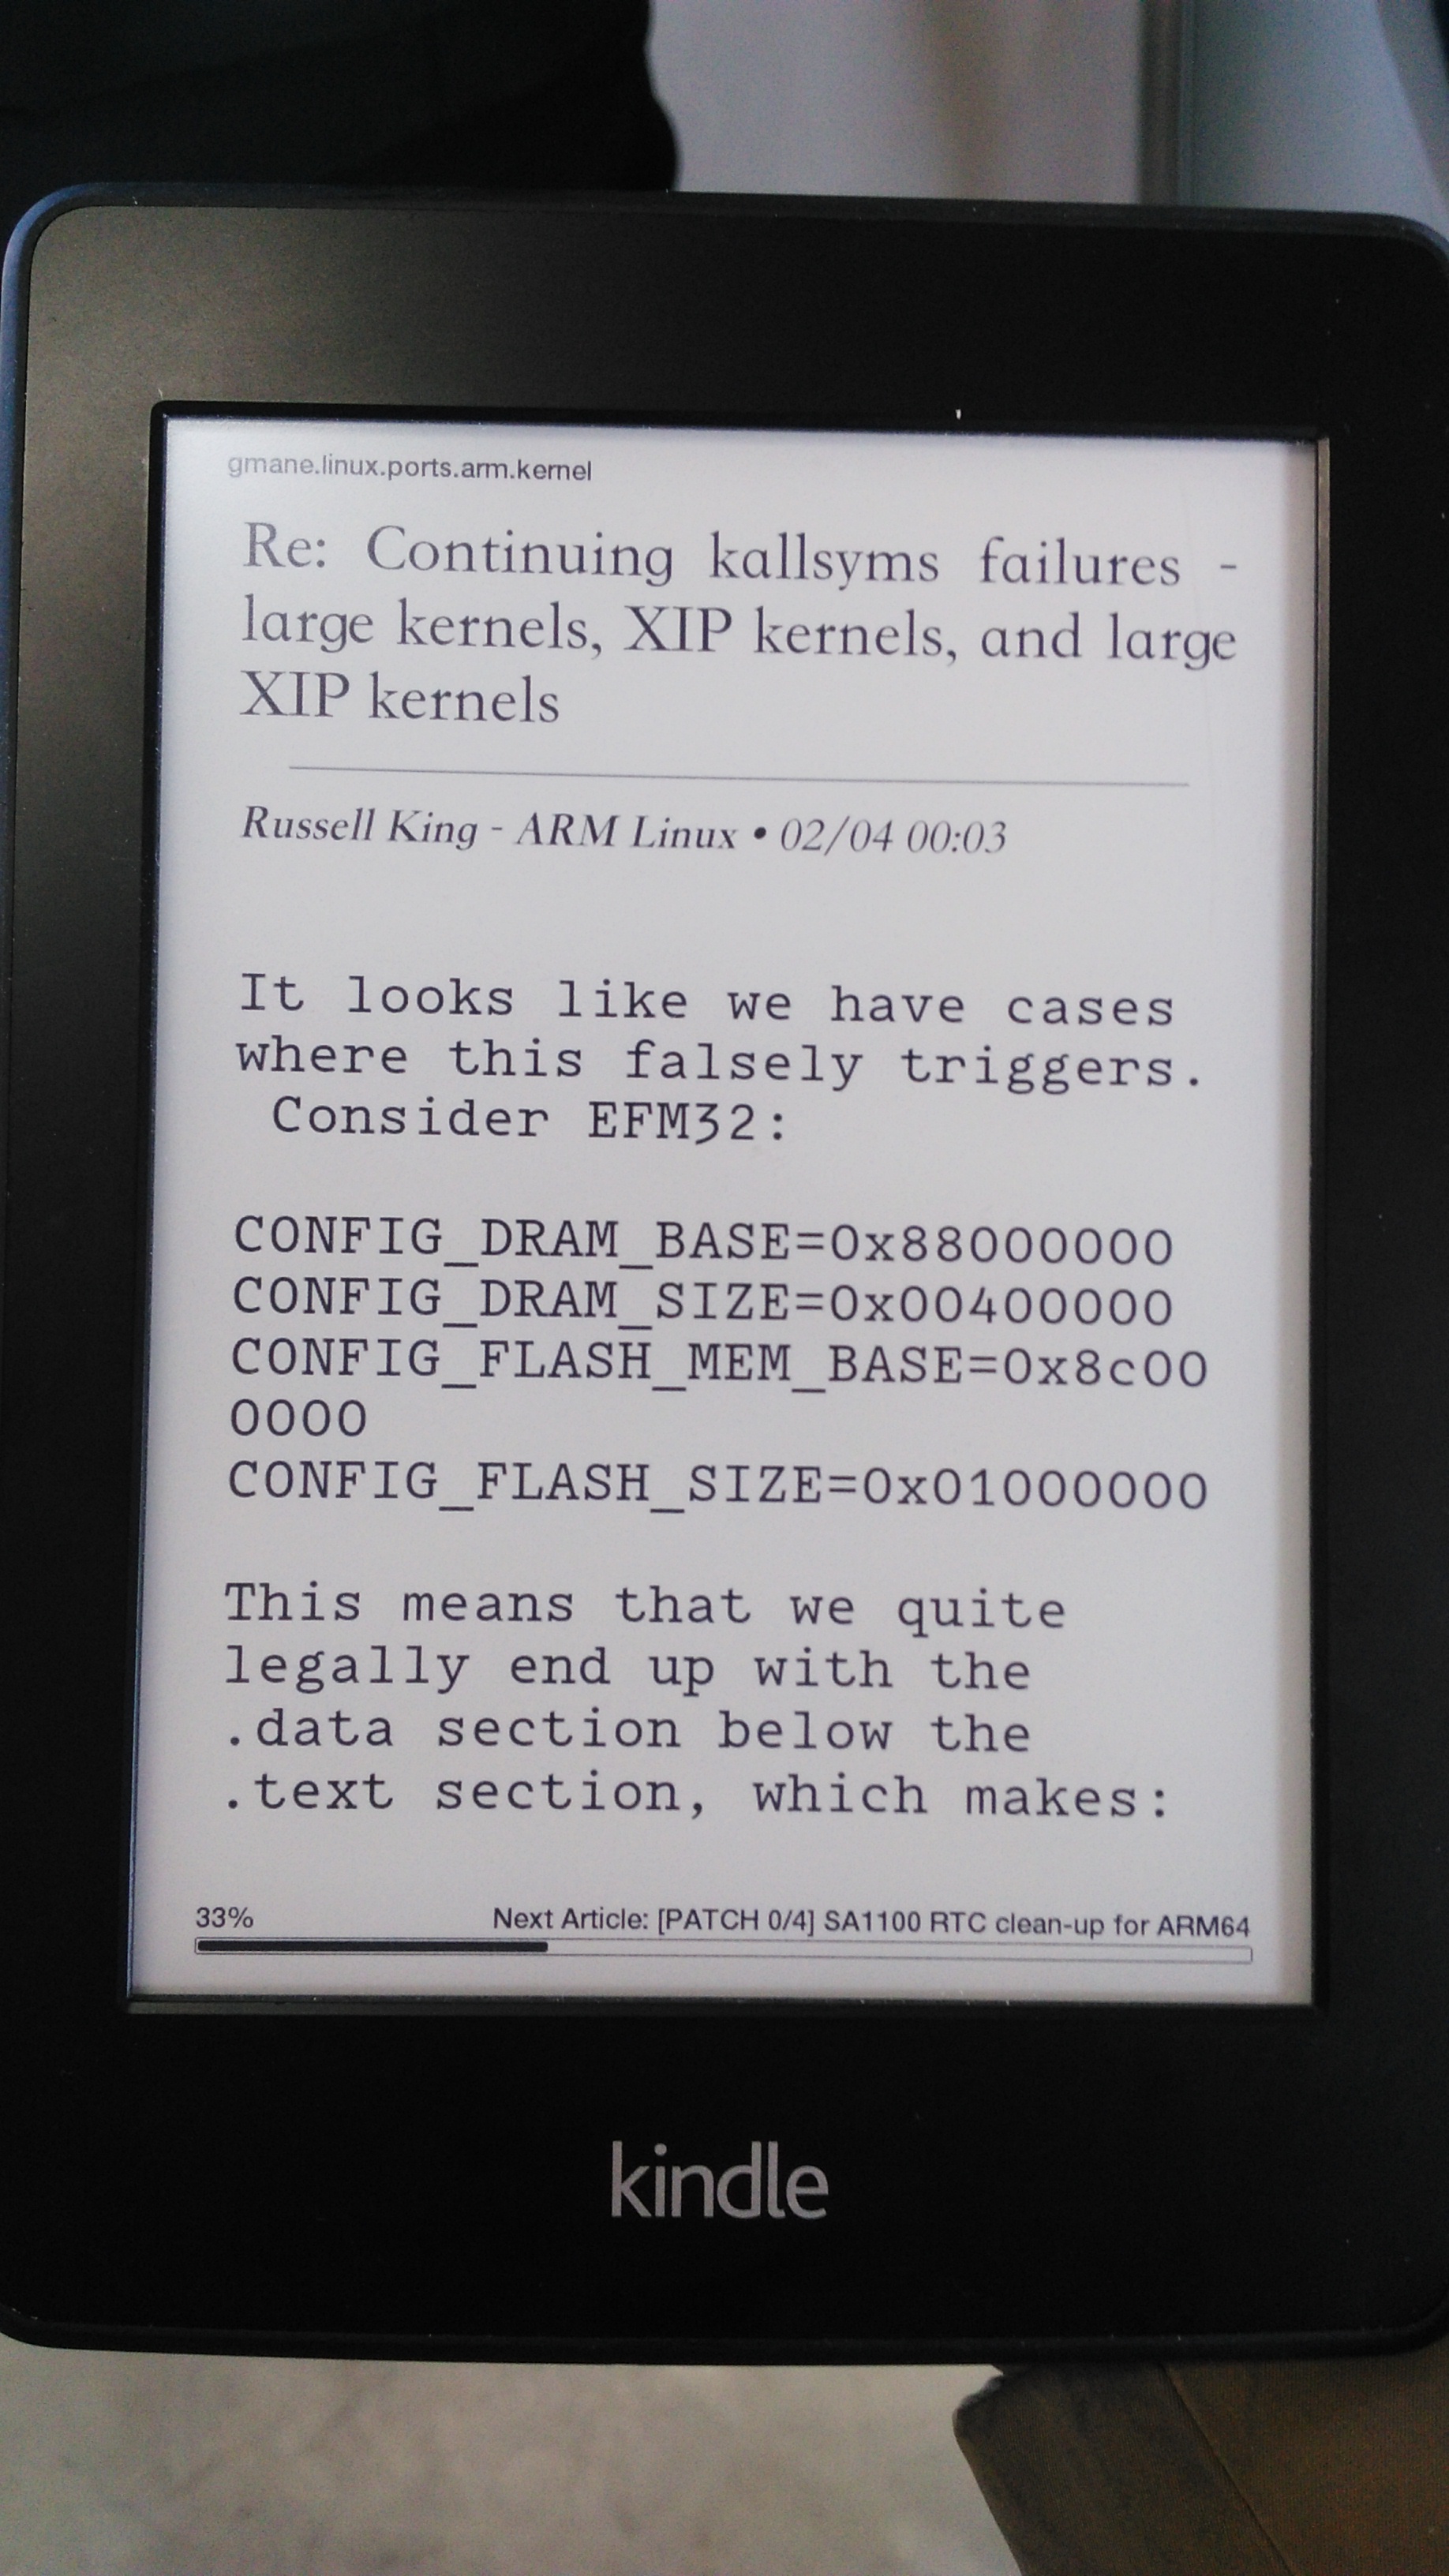 gmane.linux.ports.arm.kernel
Re: Continuing kallsyms failures -
large kernels, XIP kernels, and large
XIP kernels
Russell King - ARM Linux • 02/04 00:03
It looks like we have cases
where this falsely triggers.
Consider EFM32:
CONFIG_DRAM_BASE=0x88000000
CONFIG_DRAM_SIZE=0x00400000
CONFIG_FLASH_MEM_BASE=0x8c00
0000
CONFIG_FLASH_SIZE=0x01000000
This means that we quite
legally end up with the
.data section below the
.text section, which makes:
33% Next Article: [PATCH 0/4] SA1100 RTC clean-up for ARM64
kindle